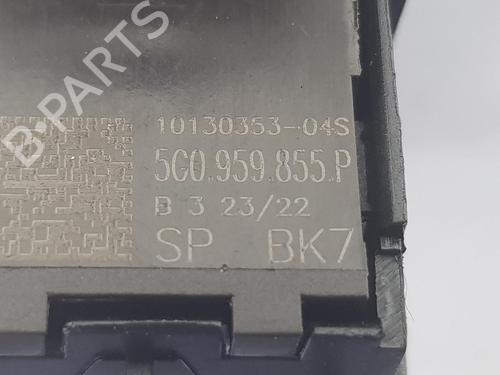 10130353-04S
5C0.959.855.P
B 3 23/22
SP BK7
B-Parts